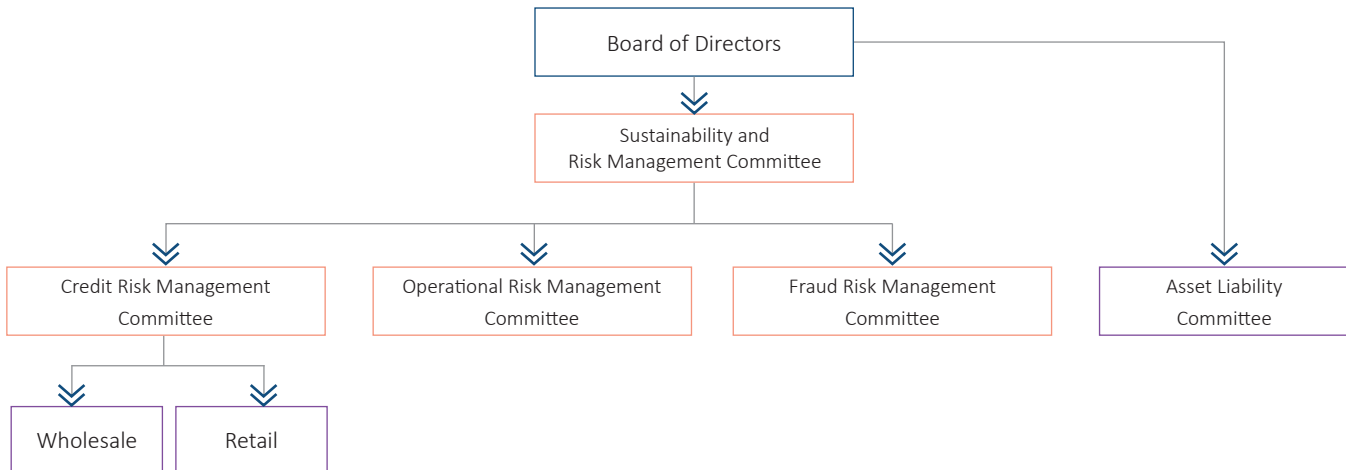 Board of Directors
Sustainability and
Risk Management Committee
Credit Risk Management
Committee
Operational Risk Management
Committee
Fraud Risk Management
Committee
Asset Liability
Committee
Wholesale
Retail